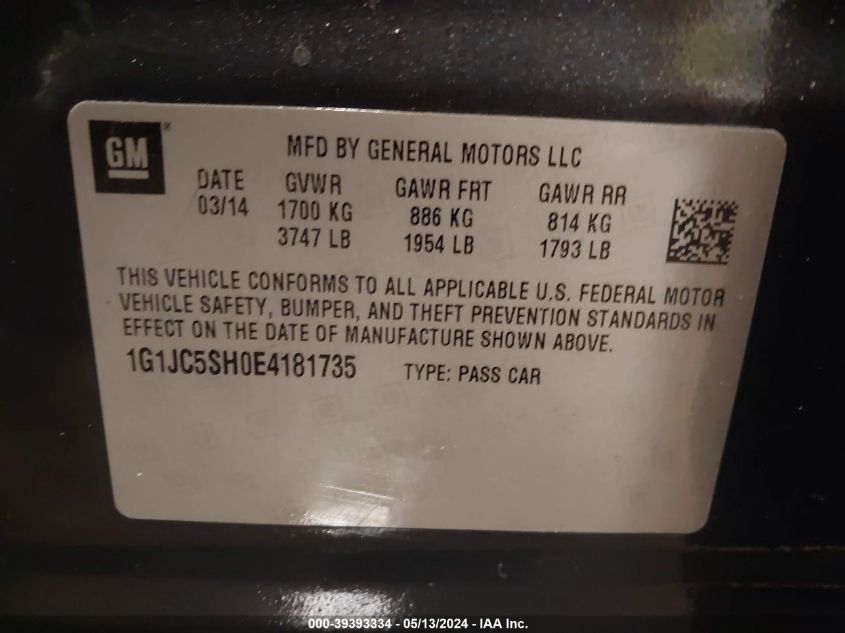 GM ®
MFD BY GENERAL MOTORS LLC
DATE GVWR GAWR FRT GAWR RR
03/14 1700 KG 886 KG 814 KG
3747 LB 1954 LB 1793 LB
THIS VEHICLE CONFORMS TO ALL APPLICABLE U.S. FEDERAL MOTOR
VEHICLE SAFETY, BUMPER, AND THEFT PREVENTION STANDARDS IN
EFFECT ON THE DATE OF MANUFACTURE SHOWN ABOVE.
1G1JC5SH0E4181735 TYPE: PASS CAR
000-39393334 - 05/13/2024 - IAA Inc.